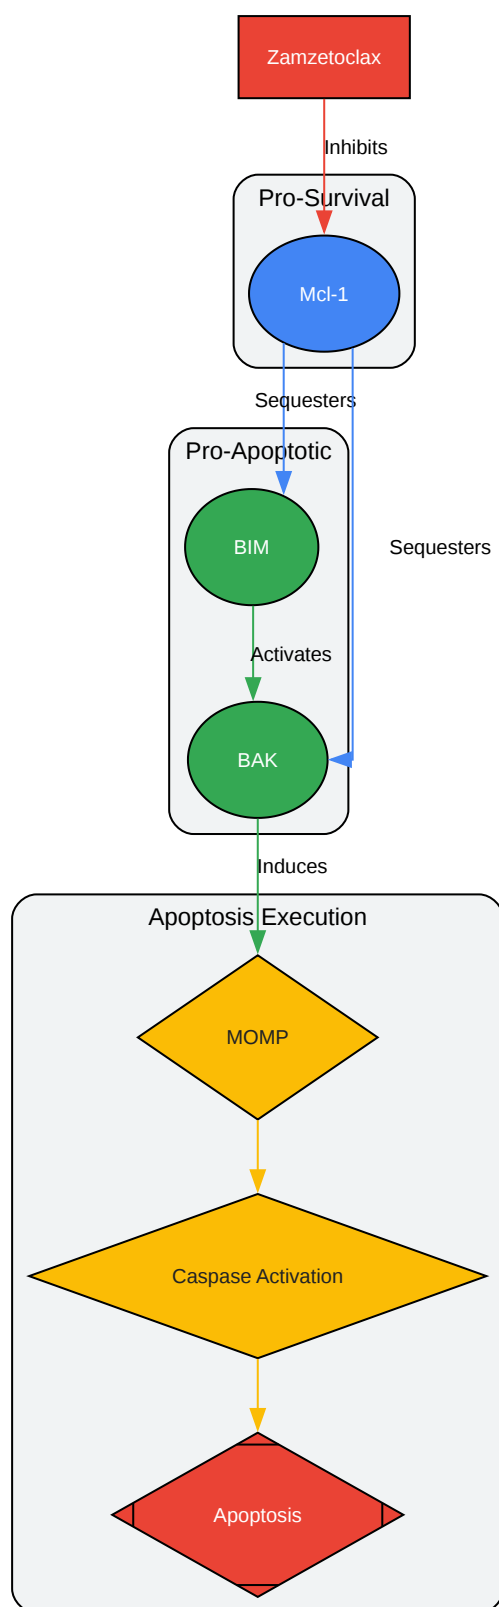 Zamzetoclax
Inhibits
Pro-Survival
Mcl-1
Sequesters
Pro-Apoptotic
BIM
Sequesters
Activates
BAK
Induces
Apoptosis Execution
MOMP
Caspase Activation
Apoptosis